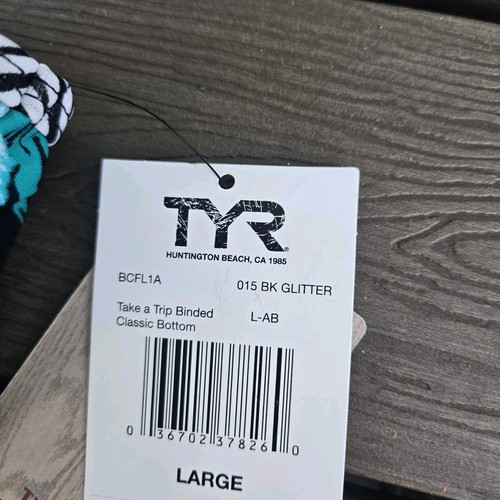 TYR
HUNTINGTON BEACH, CA 1985
BCFL1A 015 BK GLITTER
Take a Trip Binded
Classic Bottom
L-AB
0 36702 37826 0
LARGE